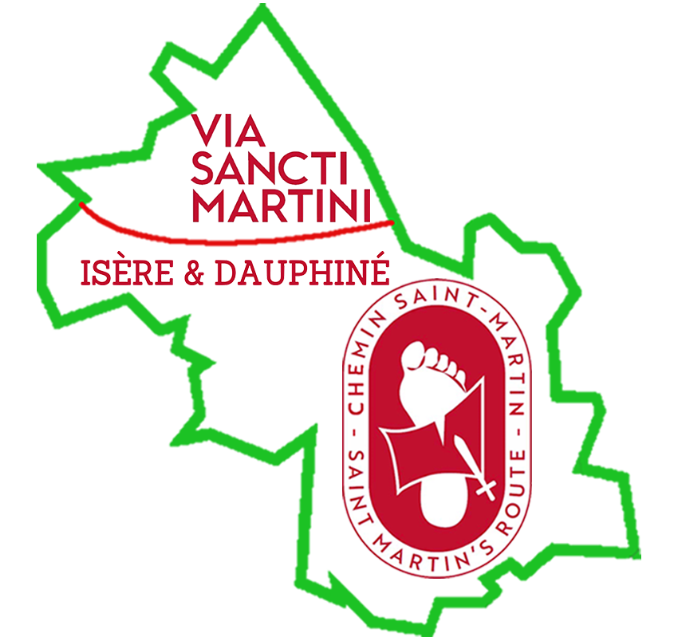 VIA
SANCTI
MARTINI
ISÈRE & DAUPHINÉ
CHEMIN SAINT-MARTIN -
SAINT MARTIN'S ROUTE -